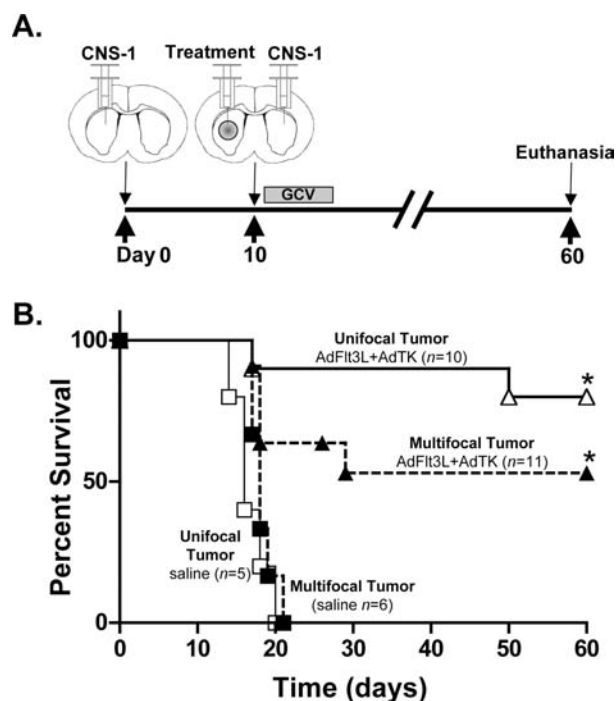 A.
CNS-1 Treatment CNS-1
Euthanasia
GCV
Day 0 10 60
B.
Percent Survival
100
50
0
Unifocal Tumor
AdFlt3L+AdTK (n=10)
*
Multifocal Tumor
AdFlt3L+AdTK (n=11)
*
Unifocal
Tumor
saline (n=5)
Multifocal Tumor
(saline n=6)
0 10 20 30 40 50 60
Time (days)